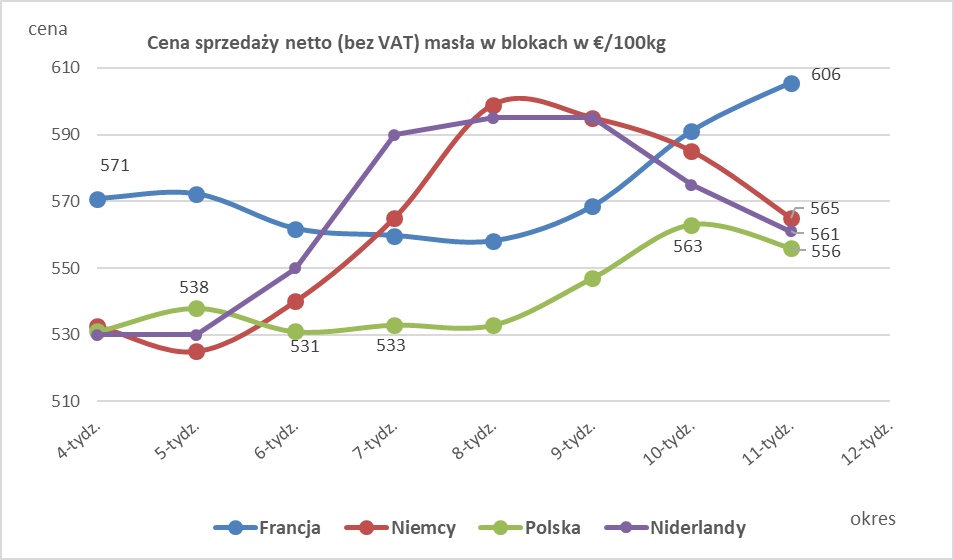 cena
Cena sprzedaży netto (bez VAT) masła w blokach w €/100kg
610
590
570
550
530
510
571
538
531
533
563
606
565
561
556
4-tydz.
5-tydz.
6-tydz.
7-tydz.
8-tydz.
9-tydz.
10-tydz.
11-tydz.
12-tydz.
okres
Francja
Niemcy
Polska
Niderlandy